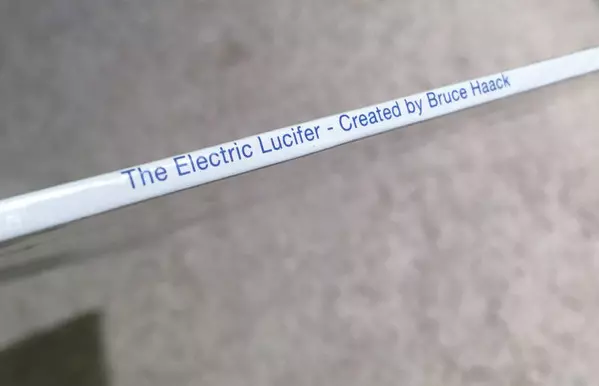 The Electric Lucifer - Created by Bruce Haack